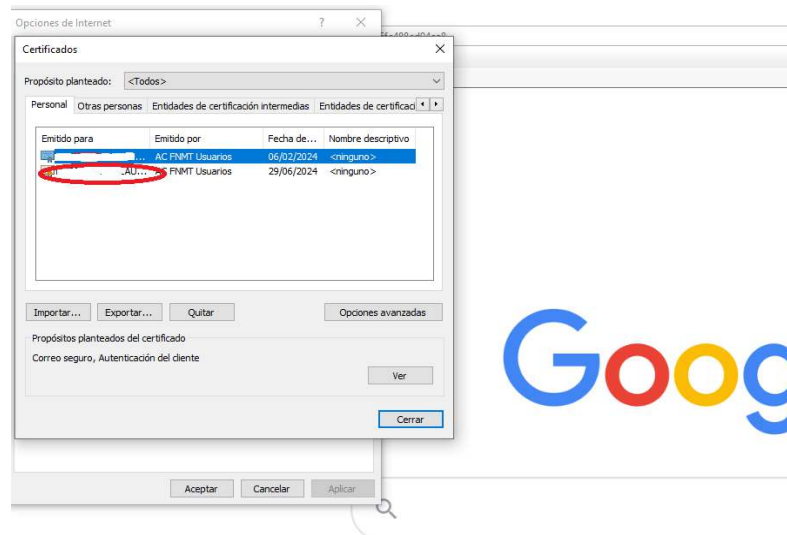 Opciones de Internet ? ×
Certificados ×
Propósito planteado: <Todos>
Personal Otras personas Entidades de certificación intermedias Entidades de certificaci
Emitido para Emitido por Fecha de... Nombre descriptivo
... AC FNMT Usuarios 06/02/2024 <ninguno>
AU... AC FNMT Usuarios 29/06/2024 <ninguno>
Importar... Exportar... Quitar Opciones avanzadas
Propósitos planteados del certificado
Correo seguro, Autenticación del cliente
Ver
Cerrar
Aceptar Cancelar Aplicar
Goog